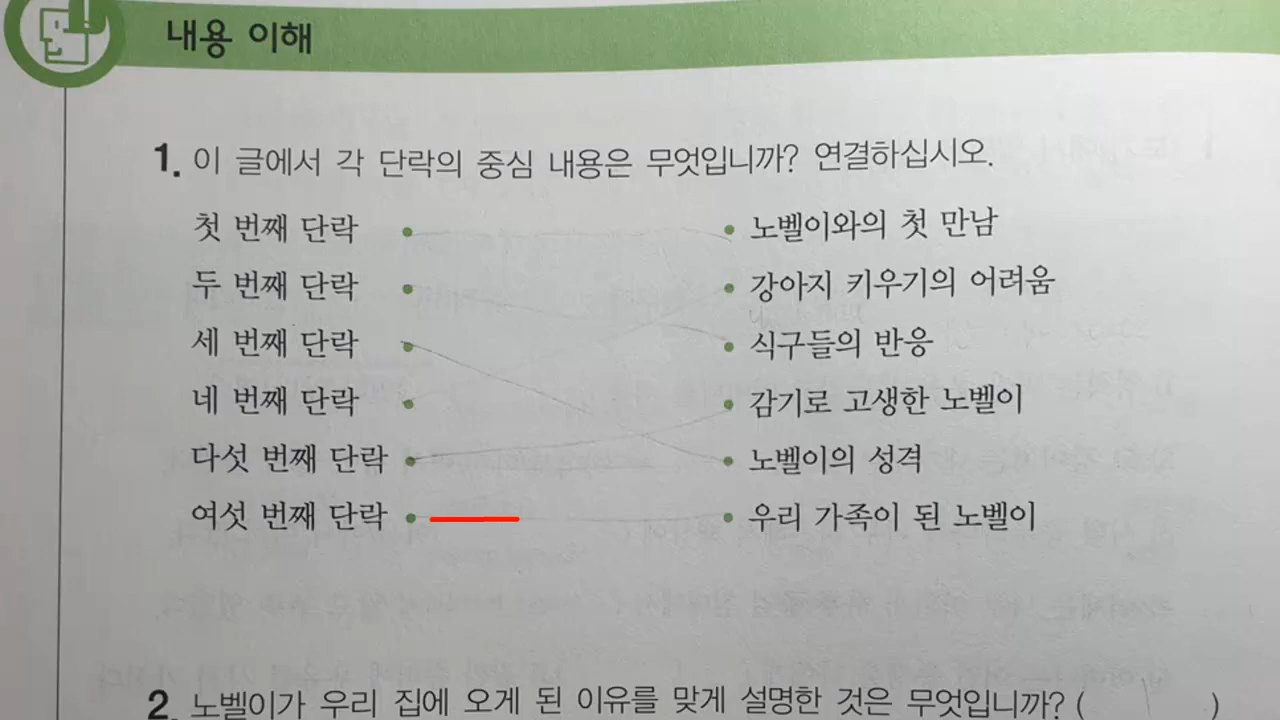 내용 이해
1. 이 글에서 각 단락의 중심 내용은 무엇입니까? 연결하십시오.
첫 번째 단락 • • 노벨이와의 첫 만남
두 번째 단락 • • 강아지 키우기의 어려움
세 번째 단락 • • 식구들의 반응
네 번째 단락 • • 감기로 고생한 노벨이
다섯 번째 단락 • • 노벨이의 성격
여섯 번째 단락 • • 우리 가족이 된 노벨이
2. 노벨이가 우리 집에 오게 된 이유를 맞게 설명한 것은 무엇입니까? ( )